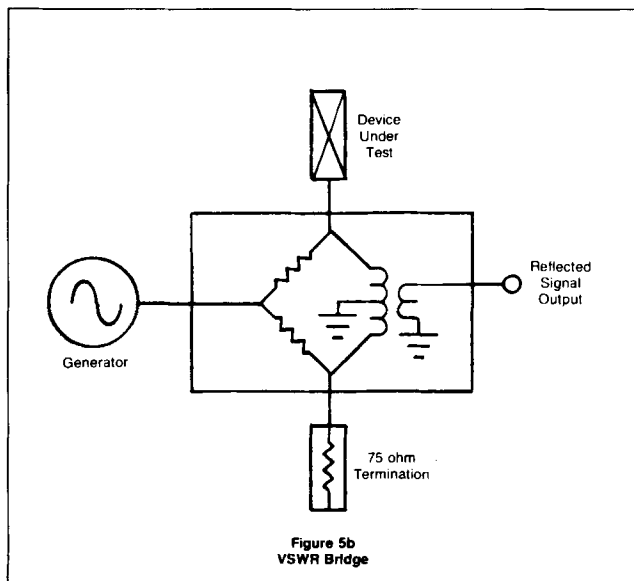 Device
Under
Test
Reflected
Signal
Output
Generator
75 ohm
Termination
Figure 5b
VSWR Bridge